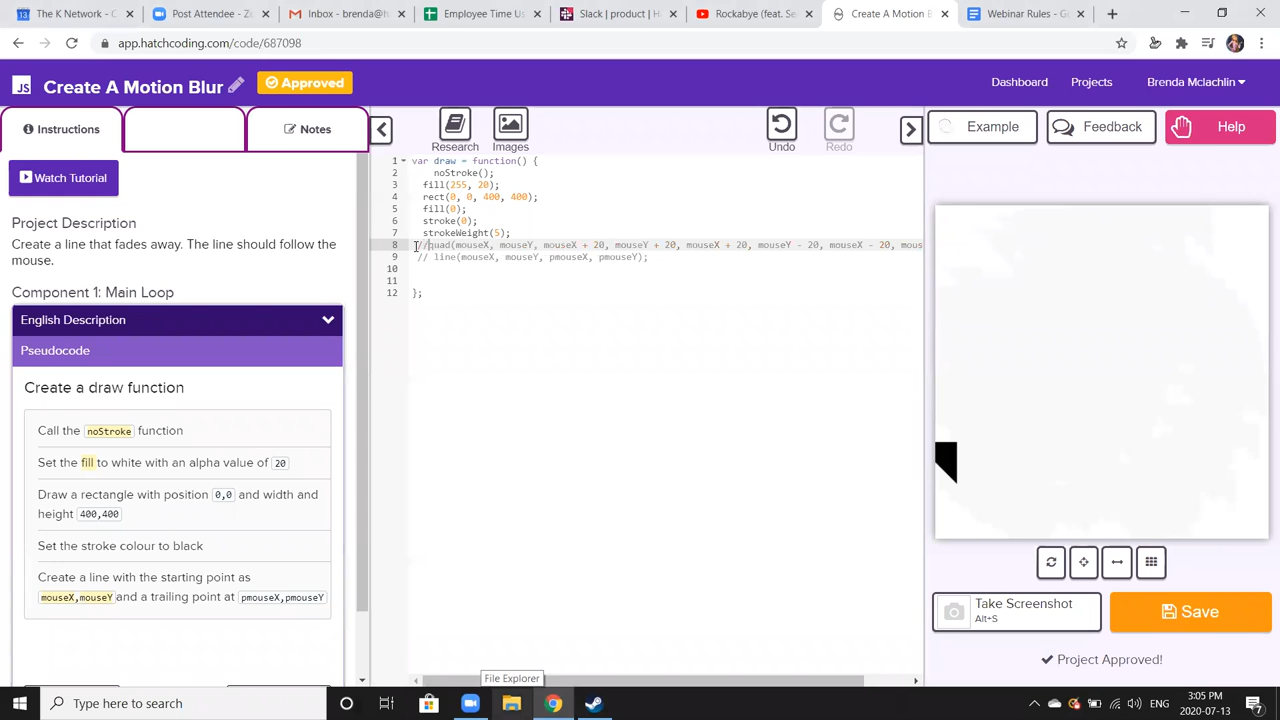 The K Network - C
Post Attendee - Zoom
Inbox - brenda@h
Employee Time Us
Slack | product | H
Rockabye (feat. Se
Create A Motion B
Webinar Rules - Go
app.hatchcoding.com/code/687098
JS Create A Motion Blur Approved
Dashboard Projects Brenda Mclachlin
Instructions
Notes
Research Images Undo Redo
Example Feedback Help
Watch Tutorial
Project Description
Create a line that fades away. The line should follow the
mouse.
Component 1: Main Loop
English Description
Pseudocode
Create a draw function
Call the noStroke function
Set the fill to white with an alpha value of 20
Draw a rectangle with position 0,0 and width and
height 400,400
Set the stroke colour to black
Create a line with the starting point as
mouseX,mouseY and a trailing point at pmouseX,pmouseY
1 var draw = function() {
2 noStroke();
3 fill(255, 20);
4 rect(0, 0, 400, 400);
5 fill(0);
6 stroke(0);
7 strokeWeight(5);
8 //quad(mouseX, mouseY, mouseX + 20, mouseY + 20, mouseX + 20, mouseY - 20, mouseX - 20, mous
9 // line(mouseX, mouseY, pmouseX, pmouseY);
10
11
12 };
Take Screenshot
Alt+S
Save
Project Approved!
File Explorer
Type here to search
ENG
3:05 PM
2020-07-13
7